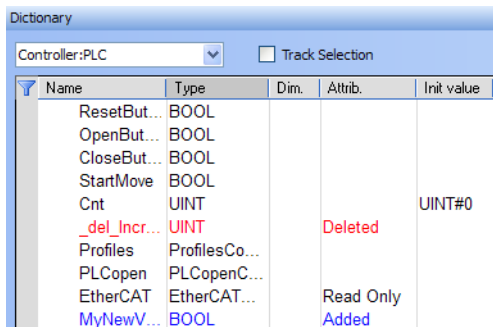 Dictionary
Controller:PLC Track Selection
Name Type Dim. Attrib. Init value
ResetBut... BOOL
OpenBut... BOOL
CloseBut... BOOL
StartMove BOOL
Cnt UINT UINT#0
_del_Incr... UINT Deleted
Profiles ProfilesCo...
PLCopen PLCopenC...
EtherCAT EtherCAT... Read Only
MyNewV... BOOL Added